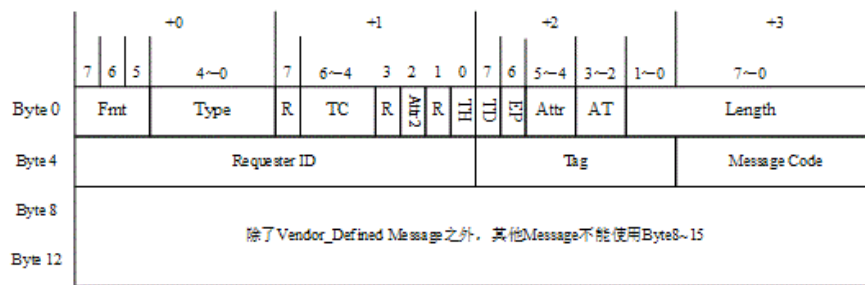 +0 +1 +2 +3
7 6 5 4~0 7 6~4 3 2 1 0 7 6 5~4 3~2 1~0 7~0
Byte 0 Fmt Type R TC R Attr2 R TH TD EP Attr AT Length
Byte 4 Requester ID Tag Message Code
Byte 8
除了Vendor_Defined Message之外，其他Message不能使用Byte8~15
Byte 12